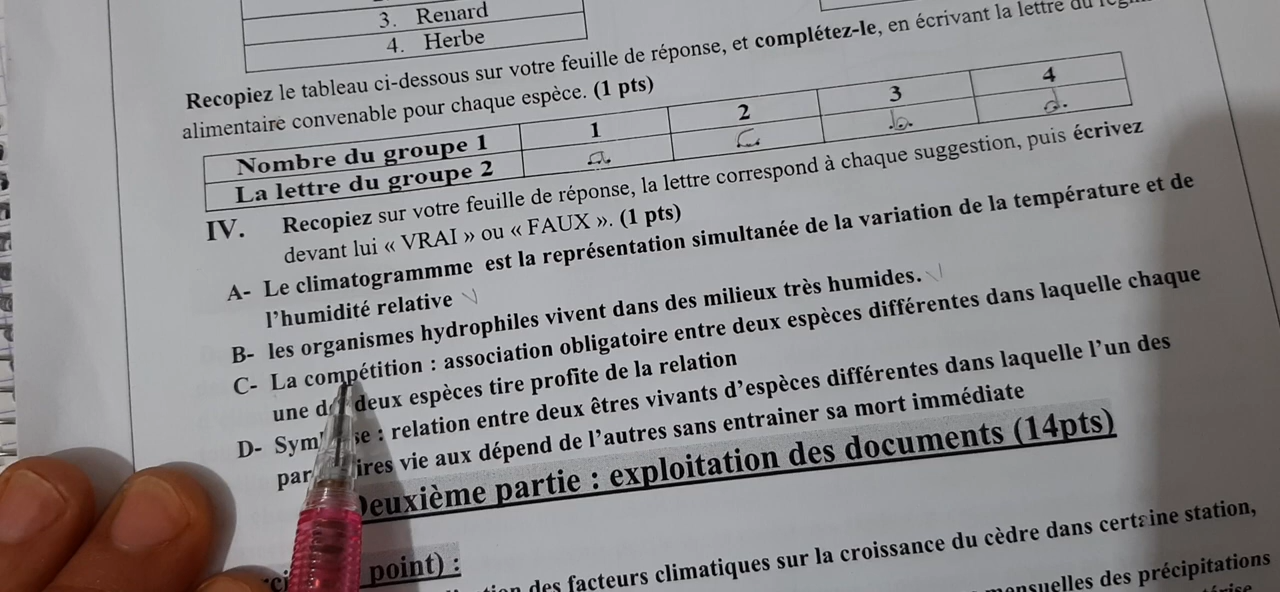 3. Renard
4. Herbe
Recopiez le tableau ci-dessous sur votre feuille de réponse, et complétez-le, en écrivant la lettre du
alimentaire convenable pour chaque espèce. (1 pts)
Nombre du groupe 1 1 2 3 4
La lettre du groupe 2 a. c. b. d.
IV. Recopiez sur votre feuille de réponse, la lettre correspond à chaque suggestion, puis écrivez
devant lui « VRAI » ou « FAUX ». (1 pts)
A- Le climatogrammme est la représentation simultanée de la variation de la température et de
l'humidité relative
B- les organismes hydrophiles vivent dans des milieux très humides.
C- La compétition : association obligatoire entre deux espèces différentes dans laquelle chaque
une deux espèces tire profite de la relation
D- : relation entre deux êtres vivants d'espèces différentes dans laquelle l'un des
vie aux dépend de l'autres sans entrainer sa mort immédiate
Deuxième partie : exploitation des documents (14pts)
point) :
des facteurs climatiques sur la croissance du cèdre dans certaine station,
mensuelles des précipitations